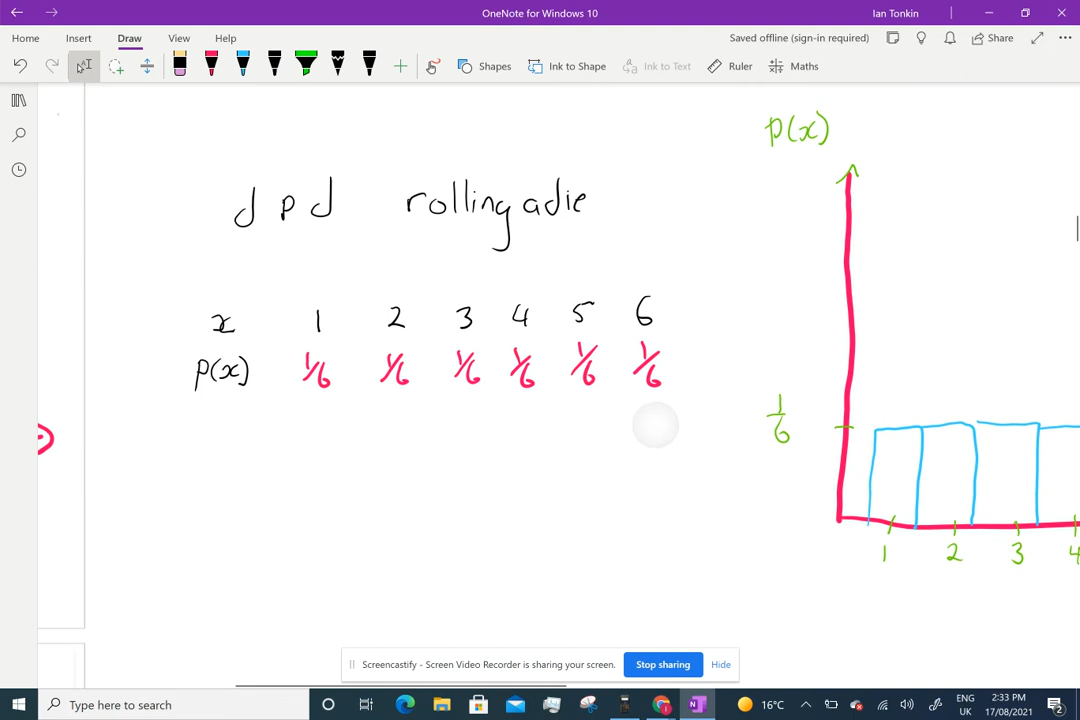 OneNote for Windows 10
Ian Tonkin
Home Insert Draw View Help
Saved offline (sign-in required)
Share
Shapes Ink to Shape Ink to Text Ruler Maths
p(x)
dpd rolling a die
x 1 2 3 4 5 6
p(x) 1/6 1/6 1/6 1/6 1/6 1/6
1/6
1 2 3 4
Screencastify - Screen Video Recorder is sharing your screen.
Stop sharing
Hide
Type here to search
16°C
ENG
UK
2:33 PM
17/08/2021
2